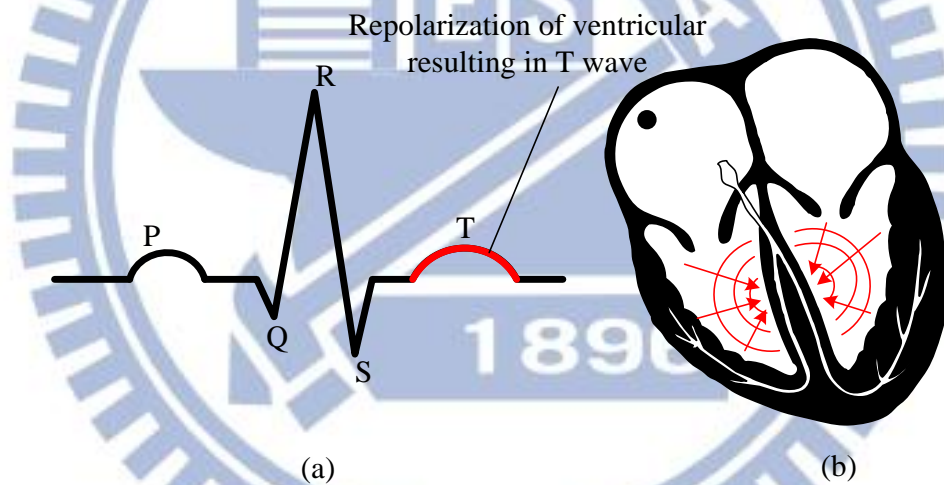 Repolarization of ventricular
resulting in T wave
R
P
T
Q
S
1896
(a)
(b)